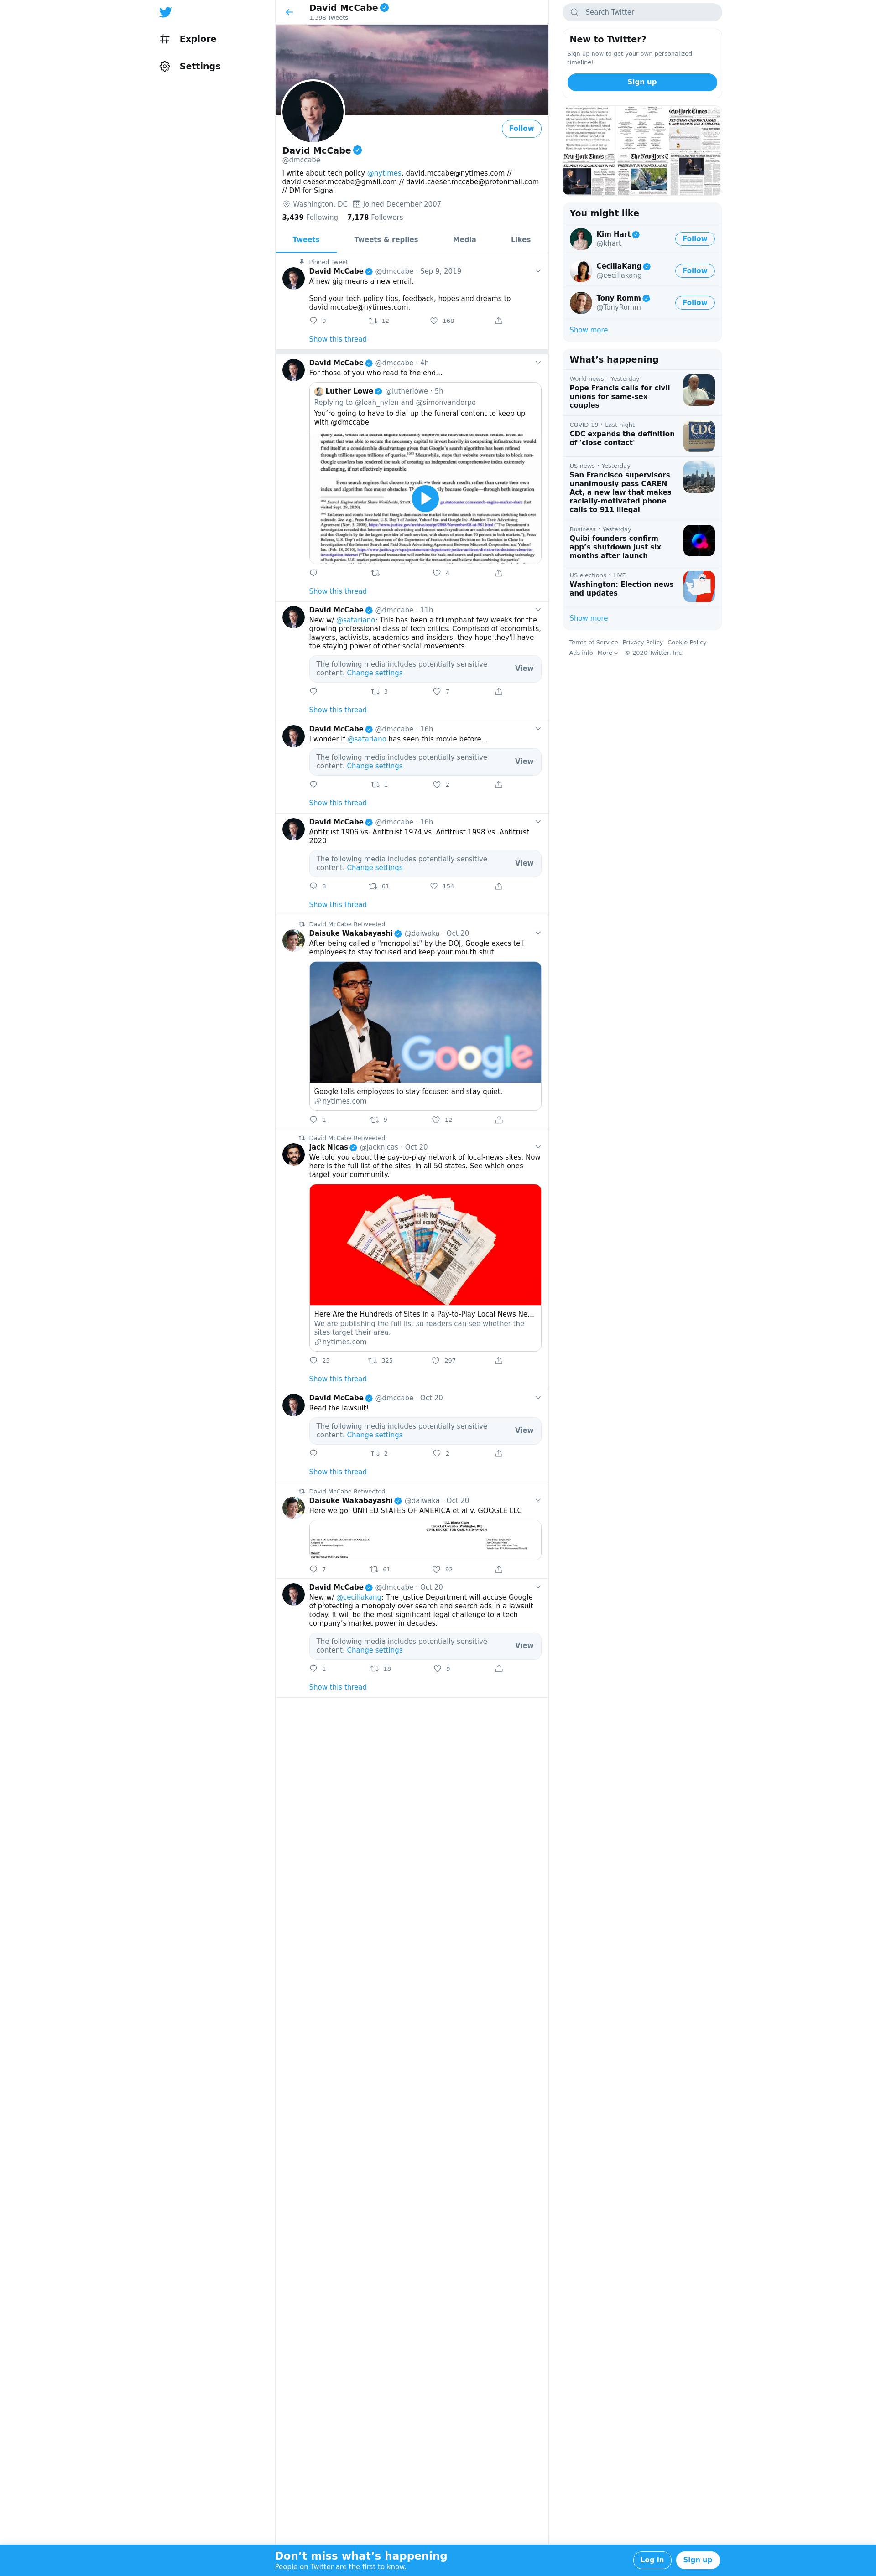 Explore
Settings
David McCabe
1,398 Tweets
Follow
David McCabe
@dmccabe
I write about tech policy @nytimes. david.mccabe@nytimes.com //
david.caeser.mccabe@gmail.com // david.caeser.mccabe@protonmail.com
// DM for Signal
Washington, DC Joined December 2007
3,439 Following 7,178 Followers
Tweets Tweets & replies Media Likes
Pinned Tweet
David McCabe @dmccabe · Sep 9, 2019
A new gig means a new email.
Send your tech policy tips, feedback, hopes and dreams to
david.mccabe@nytimes.com.
9 12 168
Show this thread
David McCabe @dmccabe · 4h
For those of you who read to the end...
Luther Lowe @lutherlowe · 5h
Replying to @leah_nylen and @simonvandorpe
You're going to have to dial up the funeral content to keep up
with @dmccabe
4
Show this thread
David McCabe @dmccabe · 11h
New w/ @satariano: This has been a triumphant few weeks for the
growing professional class of tech critics. Comprised of economists,
lawyers, activists, academics and insiders, they hope they'll have
the staying power of other social movements.
The following media includes potentially sensitive
content. Change settings
View
3 7
Show this thread
David McCabe @dmccabe · 16h
I wonder if @satariano has seen this movie before...
The following media includes potentially sensitive
content. Change settings
View
1 2
Show this thread
David McCabe @dmccabe · 16h
Antitrust 1906 vs. Antitrust 1974 vs. Antitrust 1998 vs. Antitrust
2020
The following media includes potentially sensitive
content. Change settings
View
8 61 154
Show this thread
David McCabe Retweeted
Daisuke Wakabayashi @daiwaka · Oct 20
After being called a "monopolist" by the DOJ, Google execs tell
employees to stay focused and keep your mouth shut
Google
Google tells employees to stay focused and stay quiet.
nytimes.com
1 9 12
David McCabe Retweeted
Jack Nicas @jacknicas · Oct 20
We told you about the pay-to-play network of local-news sites. Now
here is the full list of the sites, in all 50 states. See which ones
target your community.
Here Are the Hundreds of Sites in a Pay-to-Play Local News Ne...
We are publishing the full list so readers can see whether the
sites target their area.
nytimes.com
25 325 297
Show this thread
David McCabe @dmccabe · Oct 20
Read the lawsuit!
The following media includes potentially sensitive
content. Change settings
View
2 2
Show this thread
David McCabe Retweeted
Daisuke Wakabayashi @daiwaka · Oct 20
Here we go: UNITED STATES OF AMERICA et al v. GOOGLE LLC
7 61 92
David McCabe @dmccabe · Oct 20
New w/ @ceciliakang: The Justice Department will accuse Google
of protecting a monopoly over search and search ads in a lawsuit
today. It will be the most significant legal challenge to a tech
company's market power in decades.
The following media includes potentially sensitive
content. Change settings
View
1 18 9
Show this thread
Search Twitter
New to Twitter?
Sign up now to get your own personalized
timeline!
Sign up
You might like
Kim Hart
@khart
Follow
CeciliaKang
@ceciliakang
Follow
Tony Romm
@TonyRomm
Follow
Show more
What's happening
World news · Yesterday
Pope Francis calls for civil
unions for same-sex
couples
COVID-19 · Last night
CDC expands the definition
of 'close contact'
CDC
US news · Yesterday
San Francisco supervisors
unanimously pass CAREN
Act, a new law that makes
racially-motivated phone
calls to 911 illegal
Business · Yesterday
Quibi founders confirm
app's shutdown just six
months after launch
US elections · LIVE
Washington: Election news
and updates
Show more
Terms of Service Privacy Policy Cookie Policy
Ads info More © 2020 Twitter, Inc.
Don't miss what's happening
People on Twitter are the first to know.
Log in
Sign up